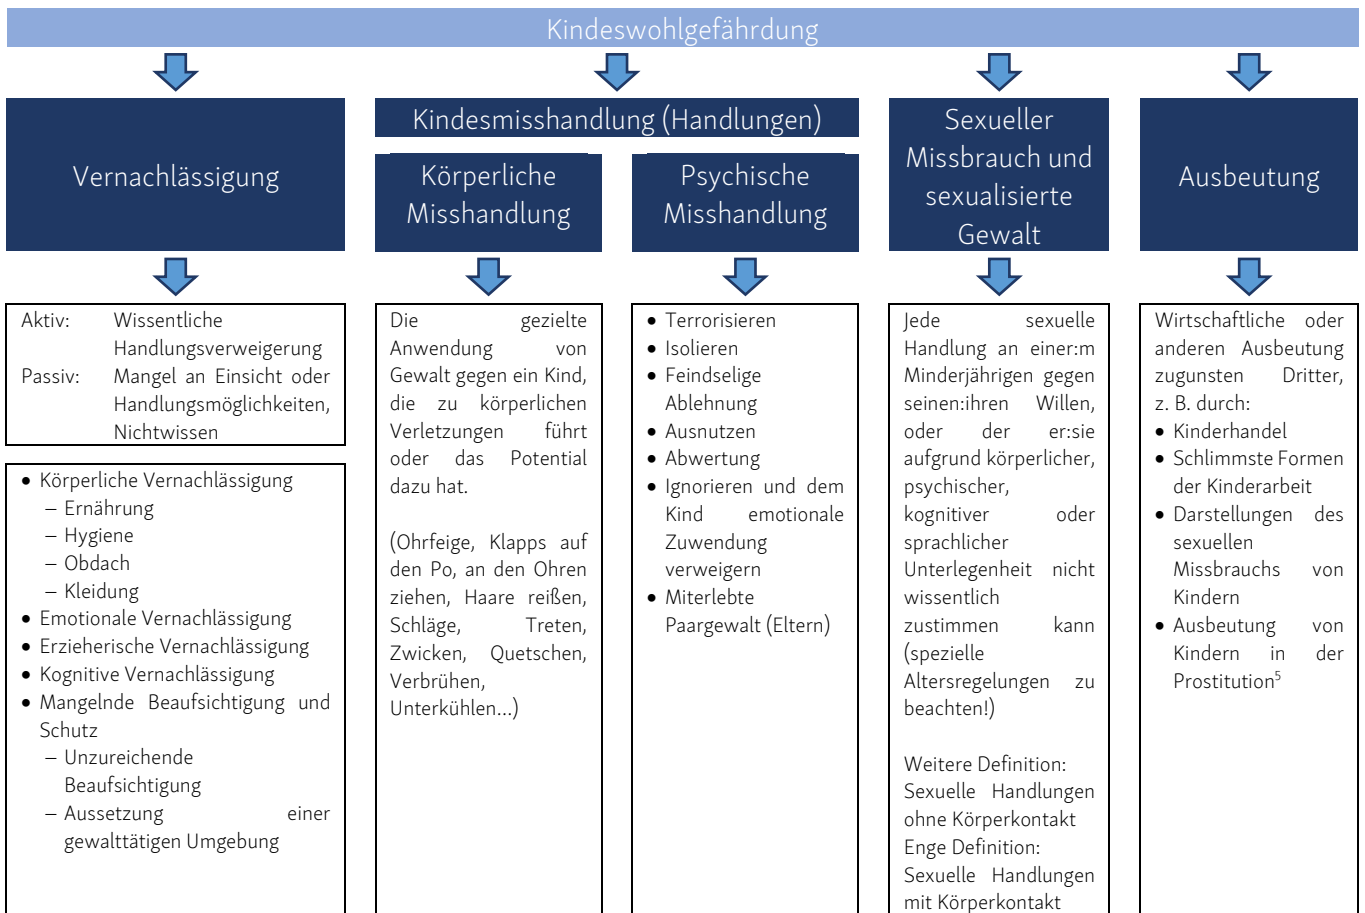 Kindeswohlgefährdung
Vernachlässigung
Aktiv: Wissentliche
Handlungsverweigerung
Passiv: Mangel an Einsicht oder
Handlungsmöglichkeiten,
Nichtwissen
• Körperliche Vernachlässigung
– Ernährung
– Hygiene
– Obdach
– Kleidung
• Emotionale Vernachlässigung
• Erzieherische Vernachlässigung
• Kognitive Vernachlässigung
• Mangelnde Beaufsichtigung und
Schutz
– Unzureichende
Beaufsichtigung
– Aussetzung einer
gewalttätigen Umgebung
Kindesmisshandlung (Handlungen)
Körperliche
Misshandlung
Die gezielte
Anwendung von
Gewalt gegen ein Kind,
die zu körperlichen
Verletzungen führt
oder das Potential
dazu hat.
(Ohrfeige, Klapps auf
den Po, an den Ohren
ziehen, Haare reißen,
Schläge, Treten,
Zwicken, Quetschen,
Verbrühen,
Unterkühlen...)
Psychische
Misshandlung
• Terrorisieren
• Isolieren
• Feindselige
Ablehnung
• Ausnutzen
• Abwertung
• Ignorieren und dem
Kind emotionale
Zuwendung
verweigern
• Miterlebte
Paargewalt (Eltern)
Sexueller
Missbrauch und
sexualisierte
Gewalt
Jede sexuelle
Handlung an einer:m
Minderjährigen gegen
seinen:ihren Willen,
oder der er:sie
aufgrund körperlicher,
psychischer,
kognitiver oder
sprachlicher
Unterlegenheit nicht
wissentlich
zustimmen kann
(spezielle
Altersregelungen zu
beachten!)
Weitere Definition:
Sexuelle Handlungen
ohne Körperkontakt
Enge Definition:
Sexuelle Handlungen
mit Körperkontakt
Ausbeutung
Wirtschaftliche oder
anderen Ausbeutung
zugunsten Dritter,
z. B. durch:
• Kinderhandel
• Schlimmste Formen
der Kinderarbeit
• Darstellungen des
sexuellen
Missbrauchs von
Kindern
• Ausbeutung von
Kindern in der
Prostitution⁵